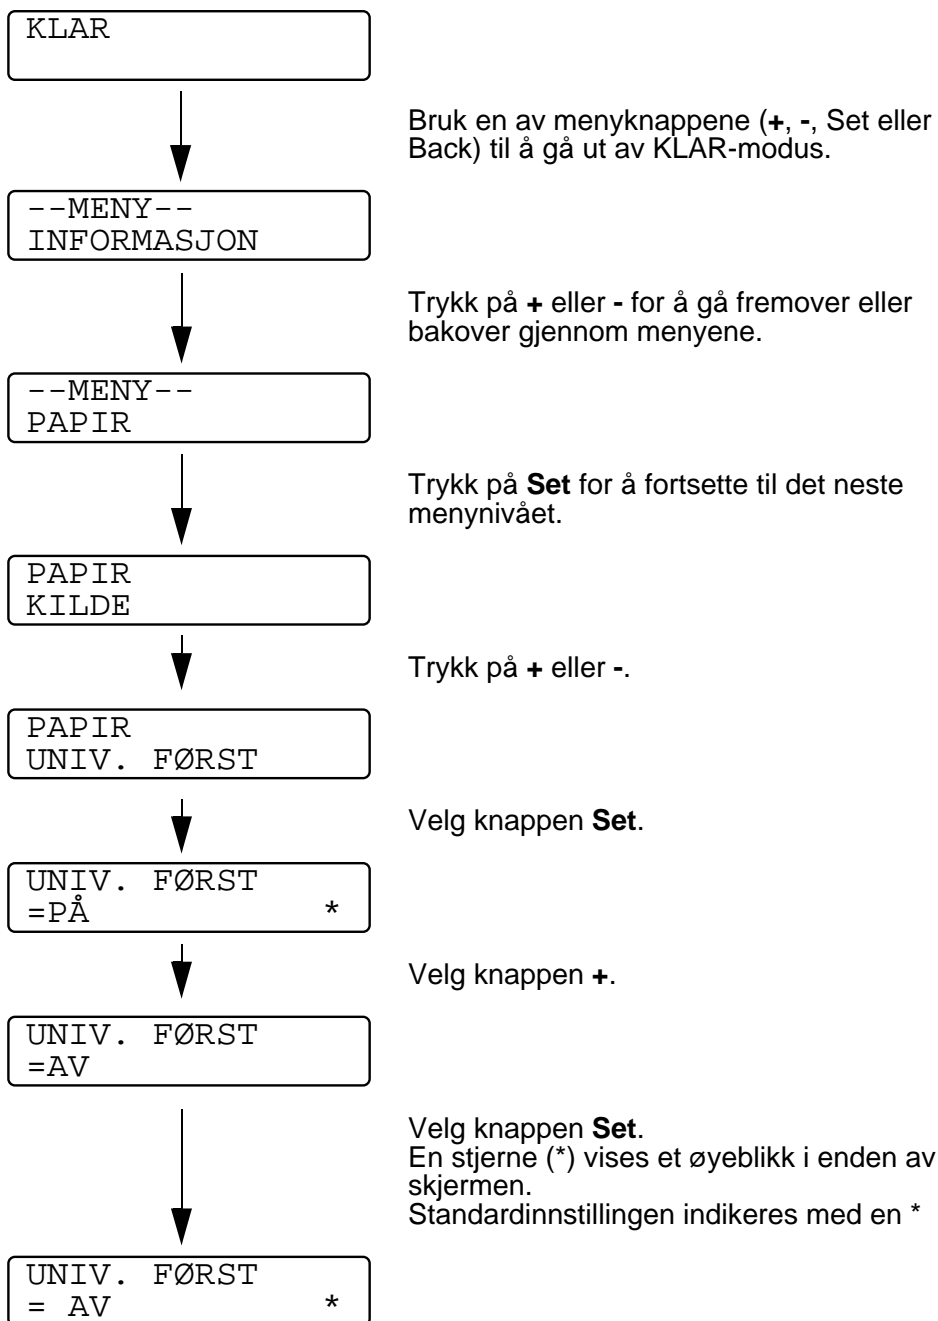 KLAR
Bruk en av menyknappene (+, -, Set eller
Back) til å gå ut av KLAR-modus.
--MENY--
INFORMASJON
Trykk på + eller - for å gå fremover eller
bakover gjennom menyene.
--MENY--
PAPIR
Trykk på Set for å fortsette til det neste
menynivået.
PAPIR
KILDE
Trykk på + eller -.
PAPIR
UNIV. FØRST
Velg knappen Set.
UNIV. FØRST
=PÅ *
Velg knappen +.
UNIV. FØRST
=AV
Velg knappen Set.
En stjerne (*) vises et øyeblikk i enden av
skjermen.
Standardinnstillingen indikeres med en *
UNIV. FØRST
= AV *